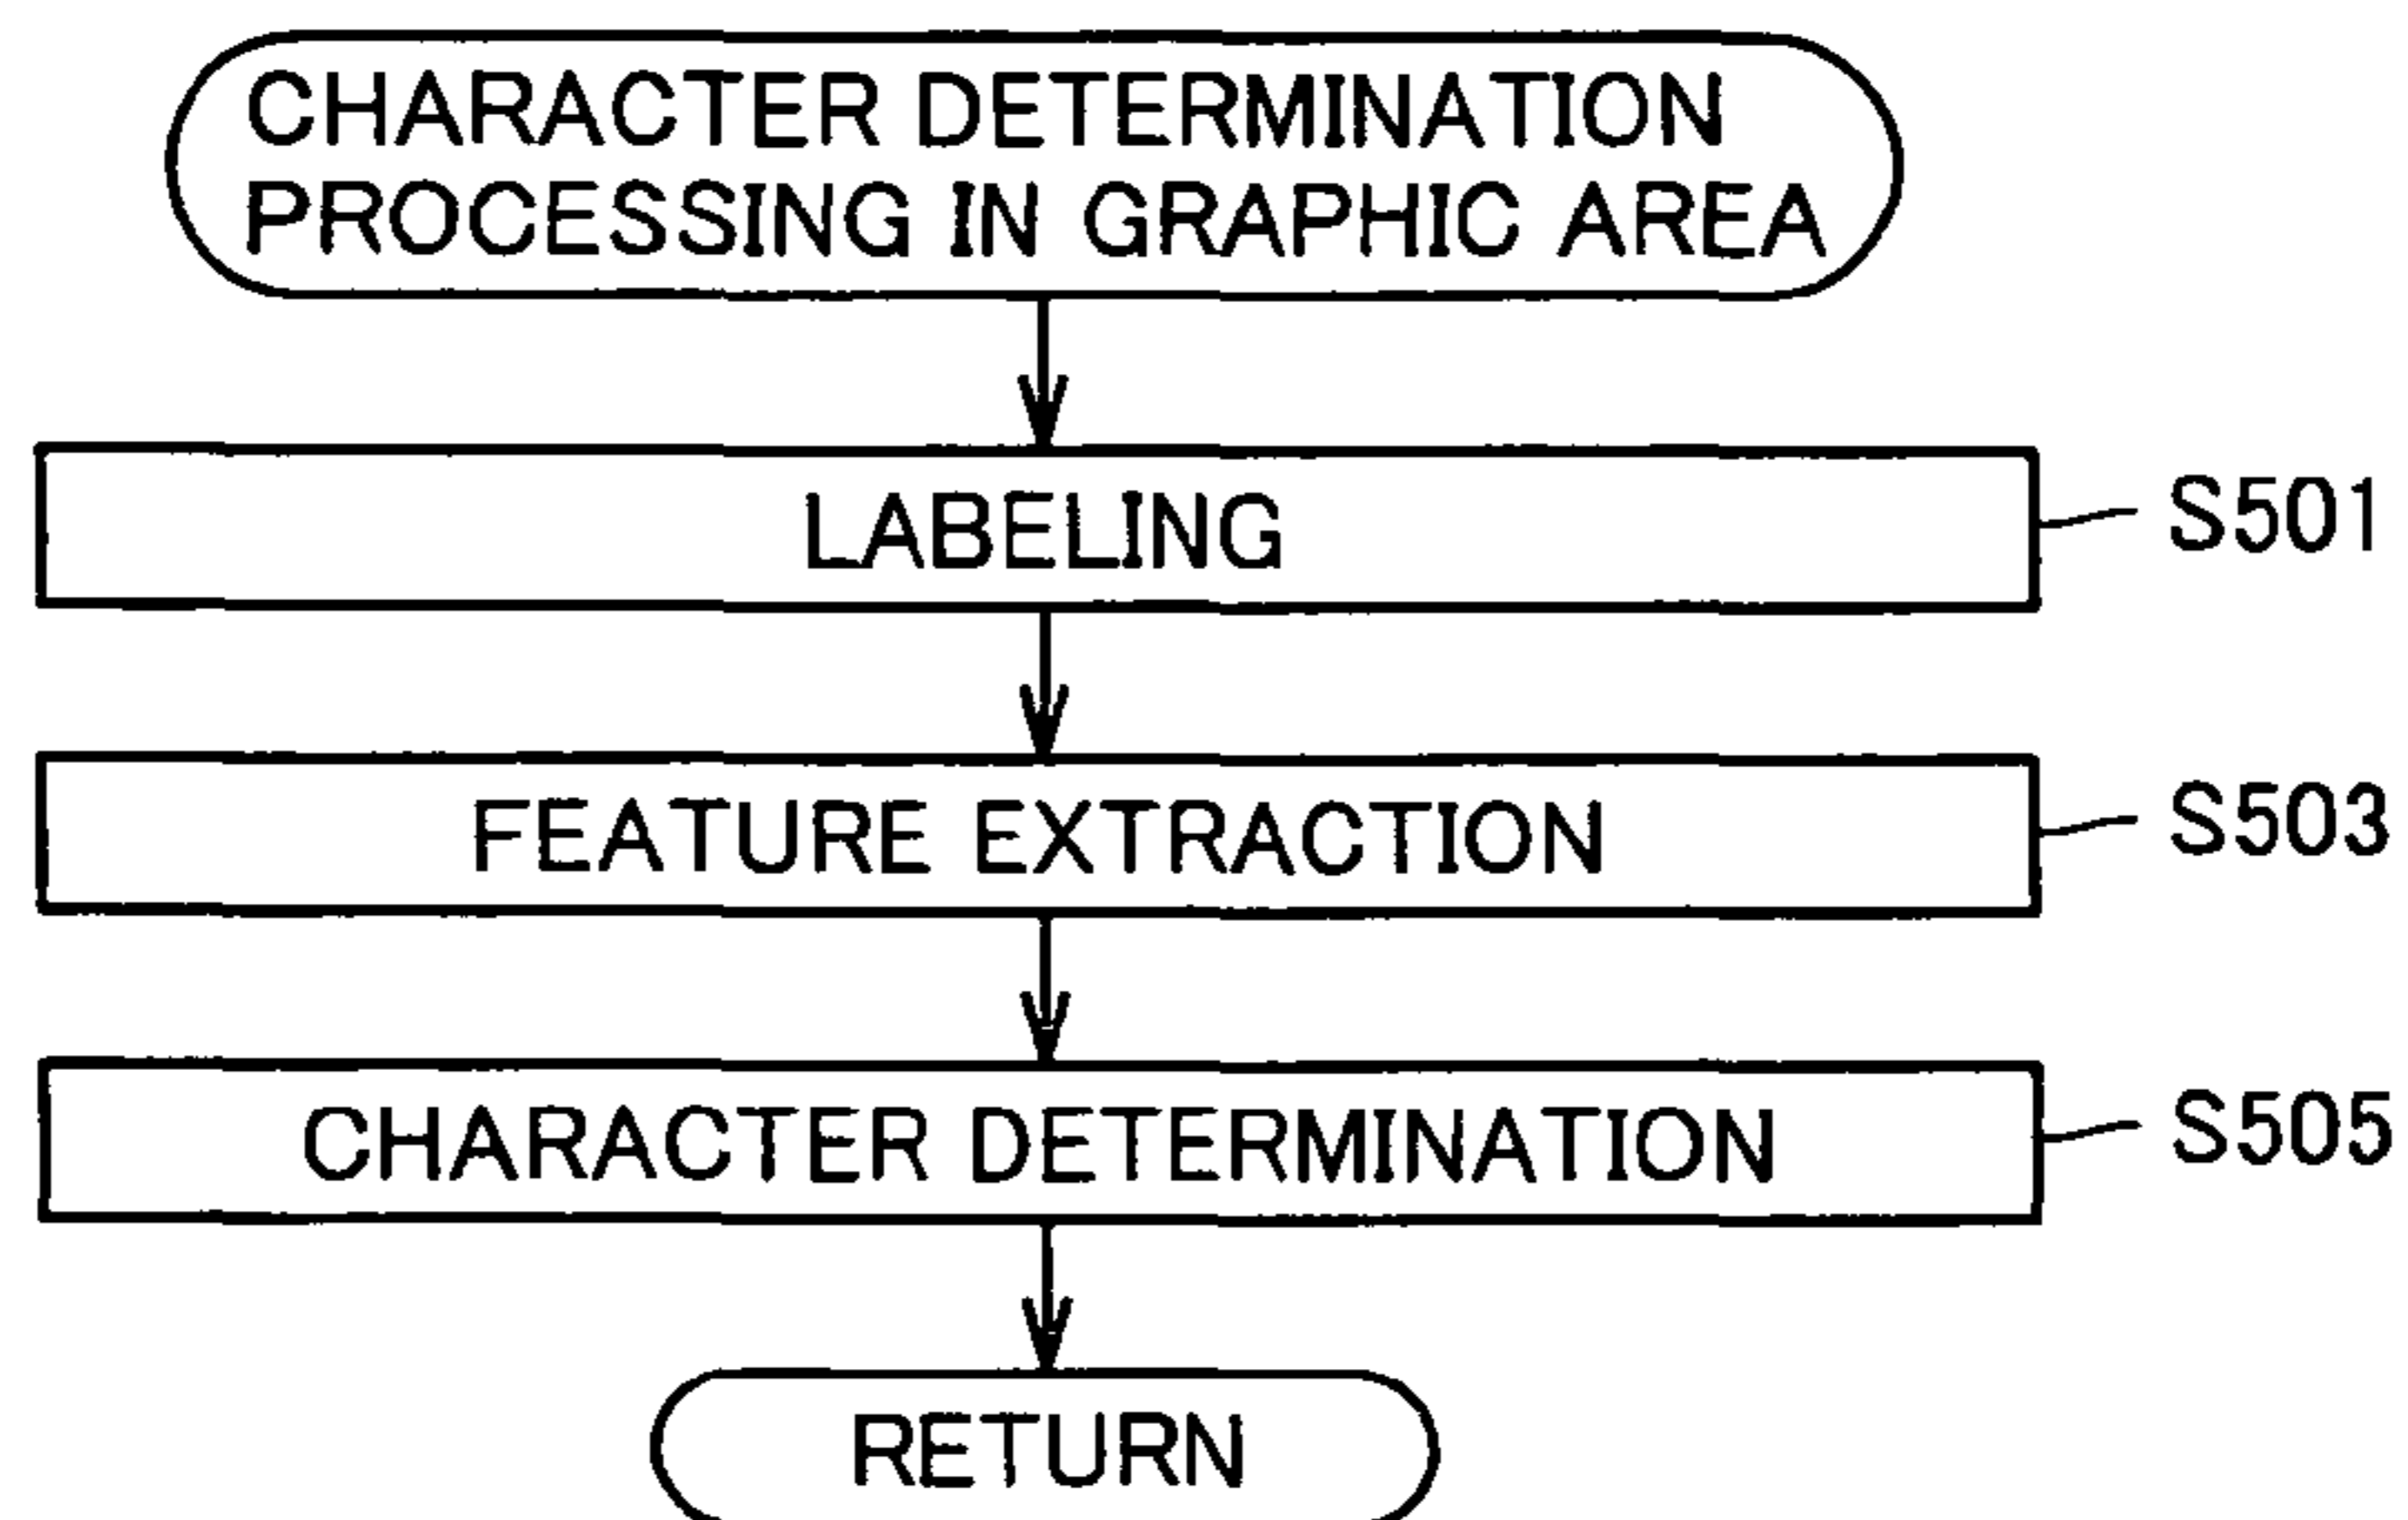 CHARACTER DETERMINATION
PROCESSING IN GRAPHIC AREA
LABELING
S501
FEATURE EXTRACTION
S503
CHARACTER DETERMINATION
S505
RETURN